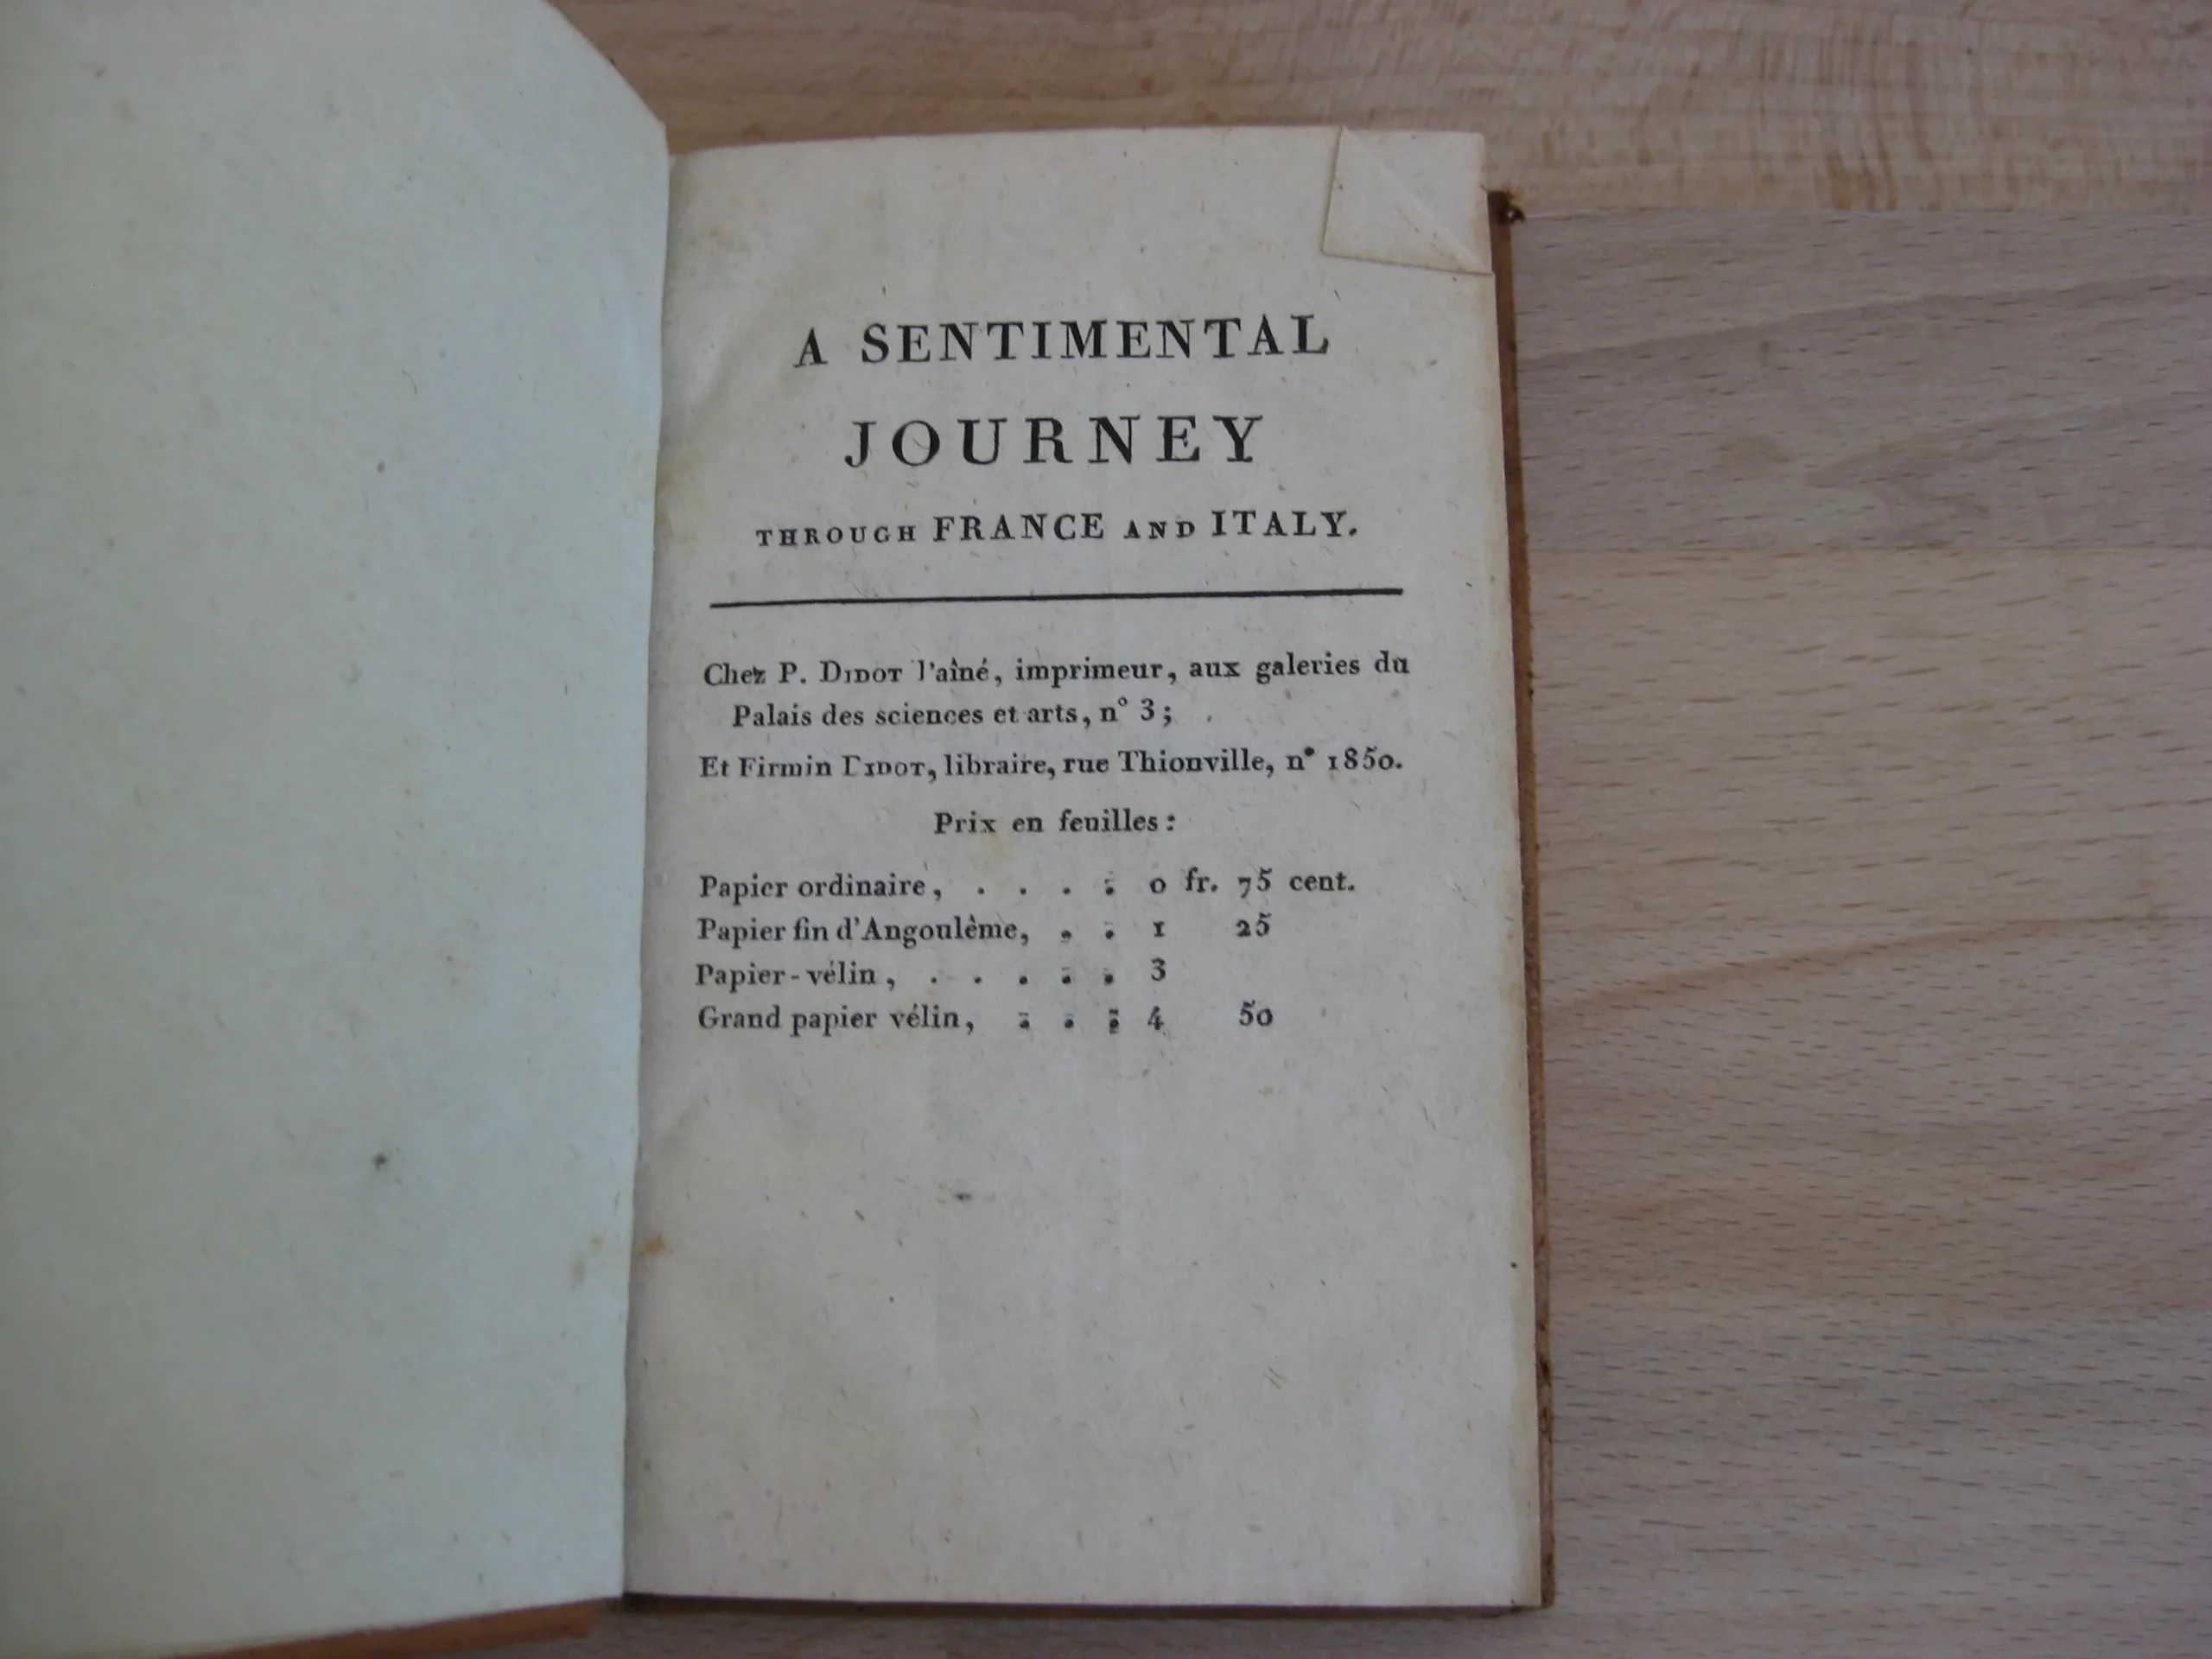 A SENTIMENTAL
JOURNEY
THROUGH FRANCE AND ITALY.
Chez P. DIDOT l'aîné, imprimeur, aux galeries du
Palais des sciences et arts, n° 3;
Et Firmin DIDOT, libraire, rue Thionville, n° 1850.
Prix en feuilles:
Papier ordinaire, . . . . 0 fr. 75 cent.
Papier fin d'Angoulême, . . 1 25
Papier-vélin, . . . . . 3
Grand papier vélin, . . . 4 50